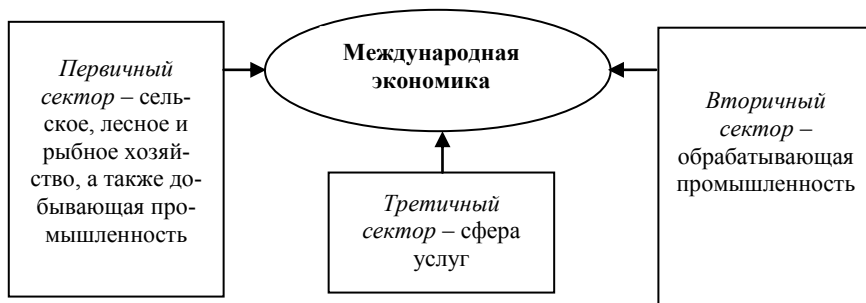 Международная
экономика
Первичный
сектор – сель-
ское, лесное и
рыбное хозяй-
ство, а также до-
бывающая про-
мышленность
Третичный
сектор – сфера
услуг
Вторичный
сектор –
обрабатывающая
промышленность